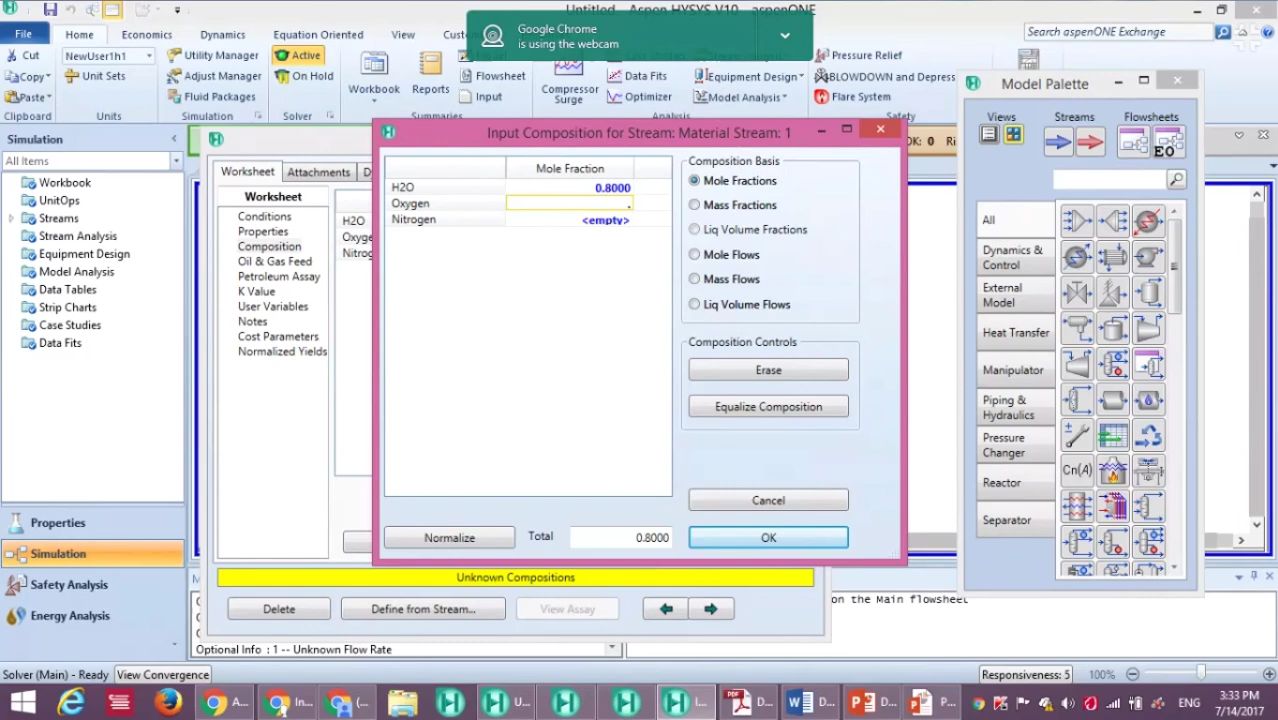 Untitled - Aspen HYSYS V10 - aspenONE
Google Chrome
is using the webcam
File
Home
Economics
Dynamics
Equation Oriented
View
Search aspenONE Exchange
Cut
Copy
Paste
Clipboard
NewUser1h1
Unit Sets
Units
Utility Manager
Adjust Manager
Fluid Packages
Simulation
Active
On Hold
Solver
Workbook
Reports
Flowsheet
Input
Compressor
Surge
Data Fits
Optimizer
Equipment Design
Model Analysis
Analysis
Pressure Relief
BLOWDOWN and Depress
Flare System
Safety
Simulation
All Items
Workbook
UnitOps
Streams
Stream Analysis
Equipment Design
Model Analysis
Data Tables
Strip Charts
Case Studies
Data Fits
Properties
Simulation
Safety Analysis
Energy Analysis
Worksheet
Attachments
Worksheet
Conditions
Properties
Composition
Oil & Gas Feed
Petroleum Assay
K Value
User Variables
Notes
Cost Parameters
Normalized Yields
H2O
Input Composition for Stream: Material Stream: 1
Mole Fraction
H2O 0.8000
Oxygen .
Nitrogen <empty>
Composition Basis
Mole Fractions
Mass Fractions
Liq Volume Fractions
Mole Flows
Mass Flows
Liq Volume Flows
Composition Controls
Erase
Equalize Composition
Cancel
Normalize
Total
0.8000
OK
Unknown Compositions
Delete
Define from Stream...
View Assay
OK: 0
Model Palette
Views
Streams
Flowsheets
EO
All
Dynamics &
Control
External
Model
Heat Transfer
Manipulator
Piping &
Hydraulics
Pressure
Changer
Reactor
Separator
Cn(A)
on the Main flowsheet
Optional Info : 1 -- Unknown Flow Rate
Solver (Main) - Ready
View Convergence
Responsiveness: 5
100%
A...
In...
(...
U...
I...
D...
D...
D...
P...
ENG
3:33 PM
7/14/2017